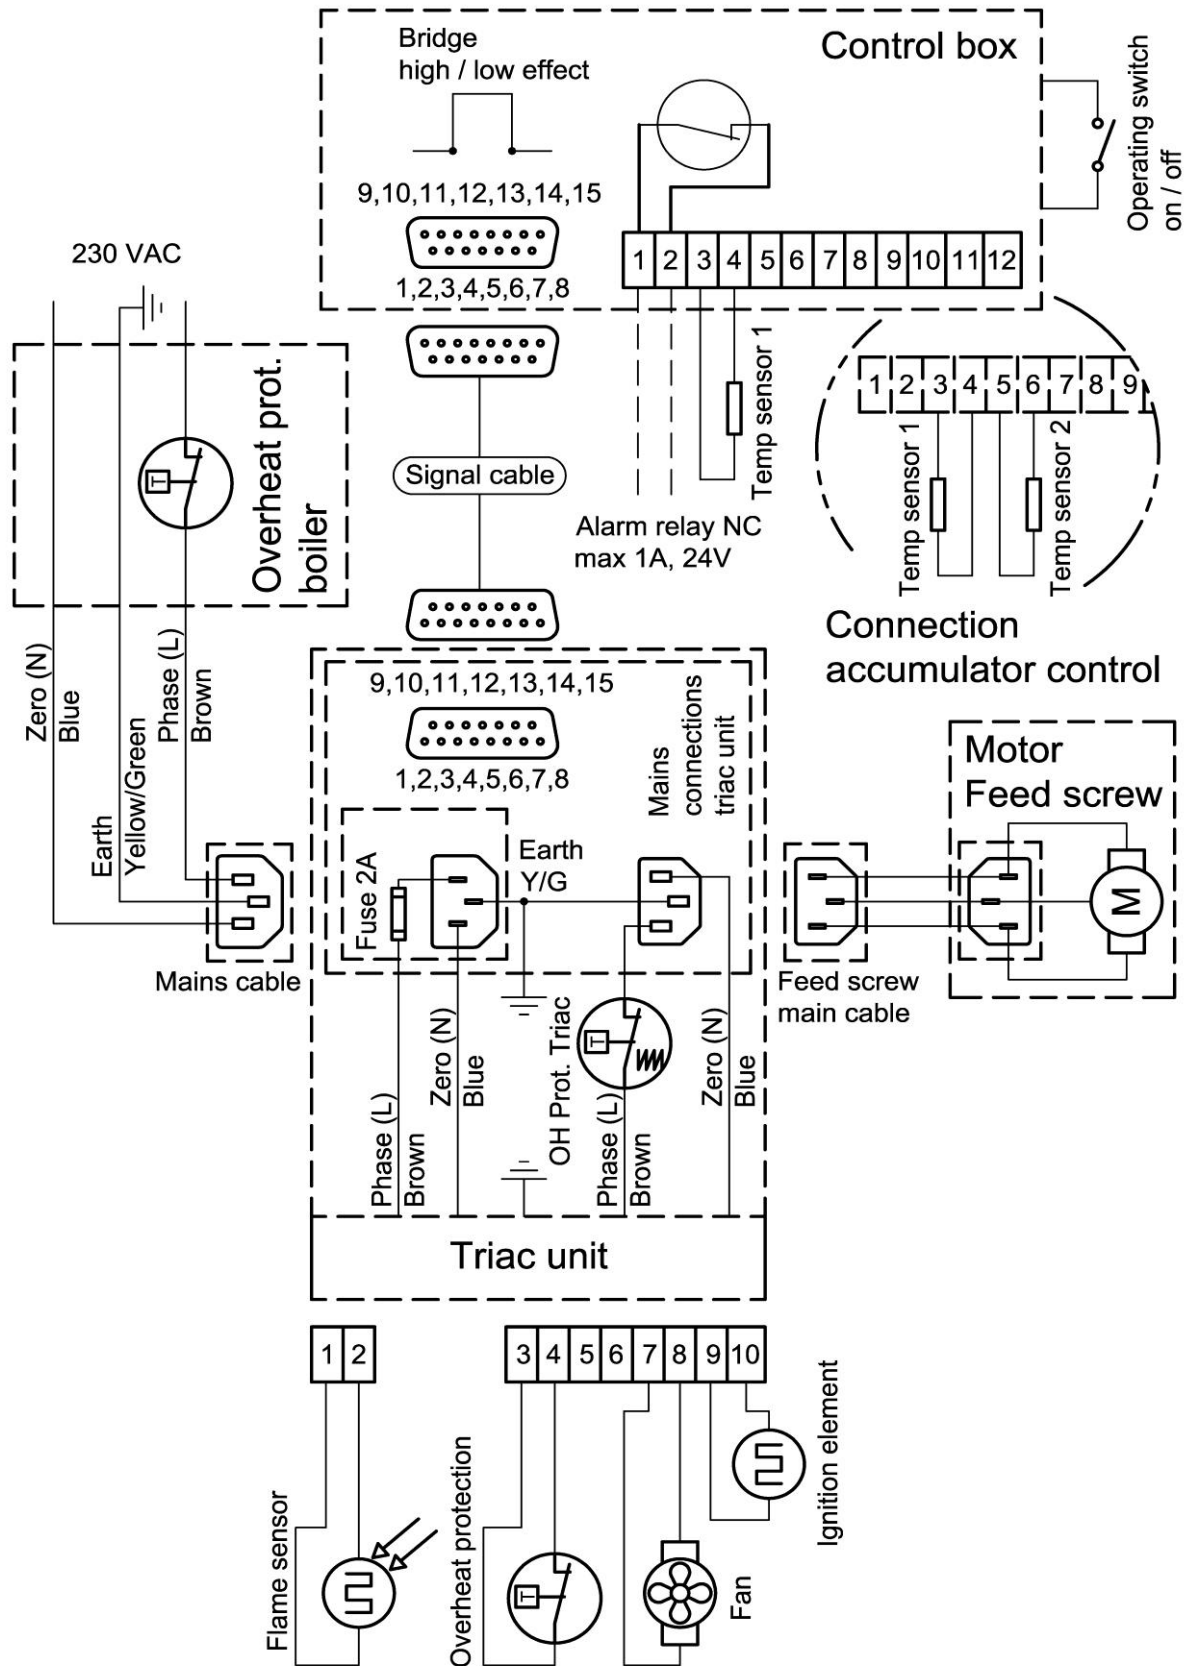 Bridge
high / low effect
Control box
Operating switch
on / off
9,10,11,12,13,14,15
1,2,3,4,5,6,7,8
1 2 3 4 5 6 7 8 9 10 11 12
230 VAC
Overheat prot.
boiler
Signal cable
Temp sensor 1
Alarm relay NC
max 1A, 24V
1 2 3 4 5 6 7 8 9
Temp sensor 1
Temp sensor 2
Connection
accumulator control
T
Zero (N)
Blue
Earth
Yellow/Green
Phase (L)
Brown
Mains cable
9,10,11,12,13,14,15
1,2,3,4,5,6,7,8
Mains
connections
triac unit
Fuse 2A
Earth
Y/G
Motor
Feed screw
M
Feed screw
main cable
Phase (L)
Brown
Zero (N)
Blue
OH Prot. Triac
T
Phase (L)
Brown
Zero (N)
Blue
Triac unit
1 2
3 4 5 6 7 8 9 10
Flame sensor
Overheat protection
T
Fan
Ignition element